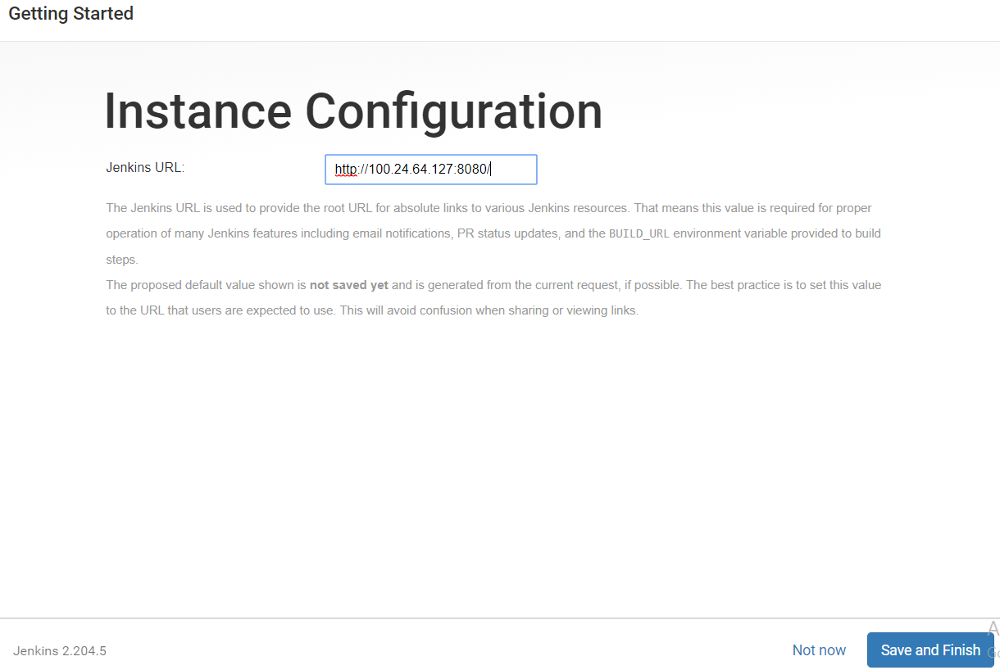 Getting Started
Instance Configuration
Jenkins URL:
http://100.24.64.127:8080/
The Jenkins URL is used to provide the root URL for absolute links to various Jenkins resources. That means this value is required for proper
operation of many Jenkins features including email notifications, PR status updates, and the BUILD_URL environment variable provided to build
steps.
The proposed default value shown is not saved yet and is generated from the current request, if possible. The best practice is to set this value
to the URL that users are expected to use. This will avoid confusion when sharing or viewing links.
Jenkins 2.204.5
Not now
Save and Finish